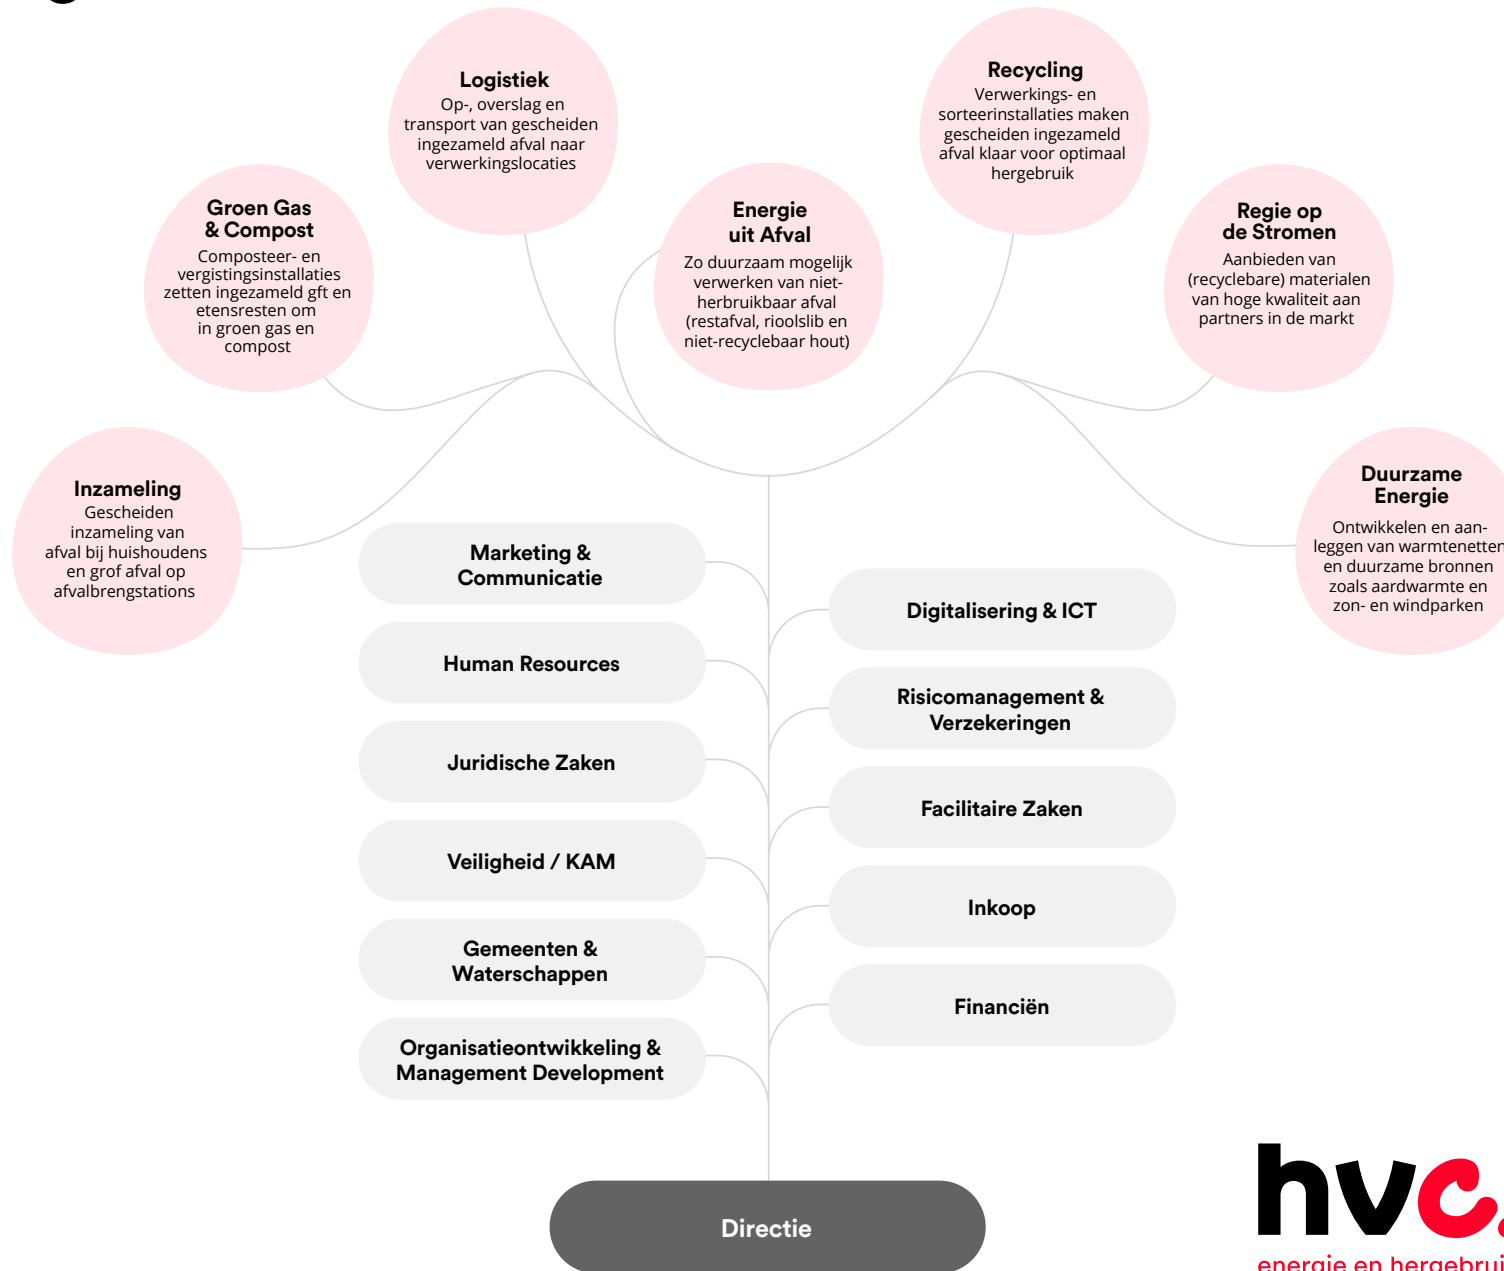 Logistiek
Op-, overslag en
transport van gescheiden
ingezameld afval naar
verwerkingslocaties
Recycling
Verwerkings- en
sorteerinstallaties maken
gescheiden ingezameld
afval klaar voor optimaal
hergebruik
Groen Gas
& Compost
Composteer- en
vergistingsinstallaties
zetten ingezameld gft en
etensresten om
in groen gas en
compost
Energie
uit Afval
Zo duurzaam mogelijk
verwerken van niet-
herbruikbaar afval
(restafval, rioolslib en
niet-recyclebaar hout)
Regie op
de Stromen
Aanbieden van
(recyclebare) materialen
van hoge kwaliteit aan
partners in de markt
Inzameling
Gescheiden
inzameling van
afval bij huishoudens
en grof afval op
afvalbrengstations
Duurzame
Energie
Ontwikkelen en aan-
leggen van warmtenetten
en duurzame bronnen
zoals aardwarmte en
zon- en windparken
Marketing &
Communicatie
Human Resources
Juridische Zaken
Veiligheid / KAM
Gemeenten &
Waterschappen
Organisatieontwikkeling &
Management Development
Digitalisering & ICT
Risicomanagement &
Verzekeringen
Facilitaire Zaken
Inkoop
Financiën
Directie
hvc.
energie en hergebrui